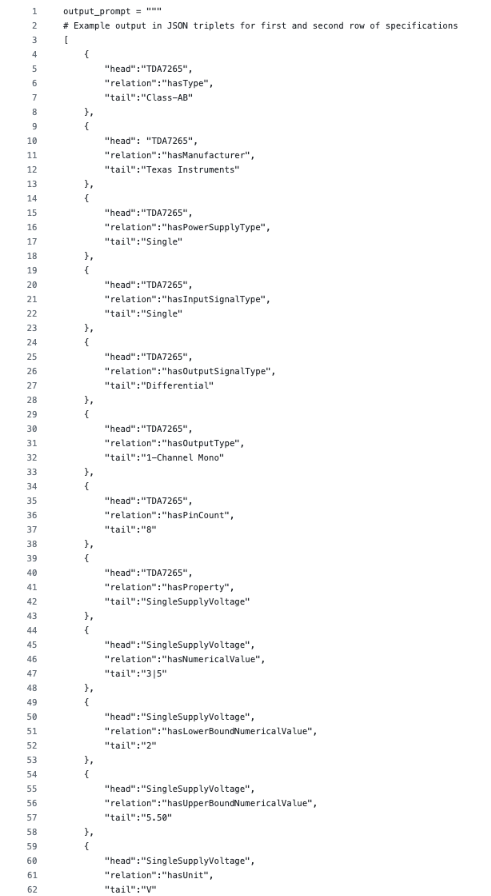 1 output_prompt = """
2 # Example output in JSON triplets for first and second row of specifications
3 [
4 {
5 "head":"TDA7265",
6 "relation":"hasType",
7 "tail":"Class-AB"
8 },
9 {
10 "head": "TDA7265",
11 "relation":"hasManufacturer",
12 "tail":"Texas Instruments"
13 },
14 {
15 "head":"TDA7265",
16 "relation":"hasPowerSupplyType",
17 "tail":"Single"
18 },
19 {
20 "head":"TDA7265",
21 "relation":"hasInputSignalType",
22 "tail":"Single"
23 },
24 {
25 "head":"TDA7265",
26 "relation":"hasOutputSignalType",
27 "tail":"Differential"
28 },
29 {
30 "head":"TDA7265",
31 "relation":"hasOutputType",
32 "tail":"1-Channel Mono"
33 },
34 {
35 "head":"TDA7265",
36 "relation":"hasPinCount",
37 "tail":"8"
38 },
39 {
40 "head":"TDA7265",
41 "relation":"hasProperty",
42 "tail":"SingleSupplyVoltage"
43 },
44 {
45 "head":"SingleSupplyVoltage",
46 "relation":"hasNumericalValue",
47 "tail":"3|5"
48 },
49 {
50 "head":"SingleSupplyVoltage",
51 "relation":"hasLowerBoundNumericalValue",
52 "tail":"2"
53 },
54 {
55 "head":"SingleSupplyVoltage",
56 "relation":"hasUpperBoundNumericalValue",
57 "tail":"5.50"
58 },
59 {
60 "head":"SingleSupplyVoltage",
61 "relation":"hasUnit",
62 "tail":"V"